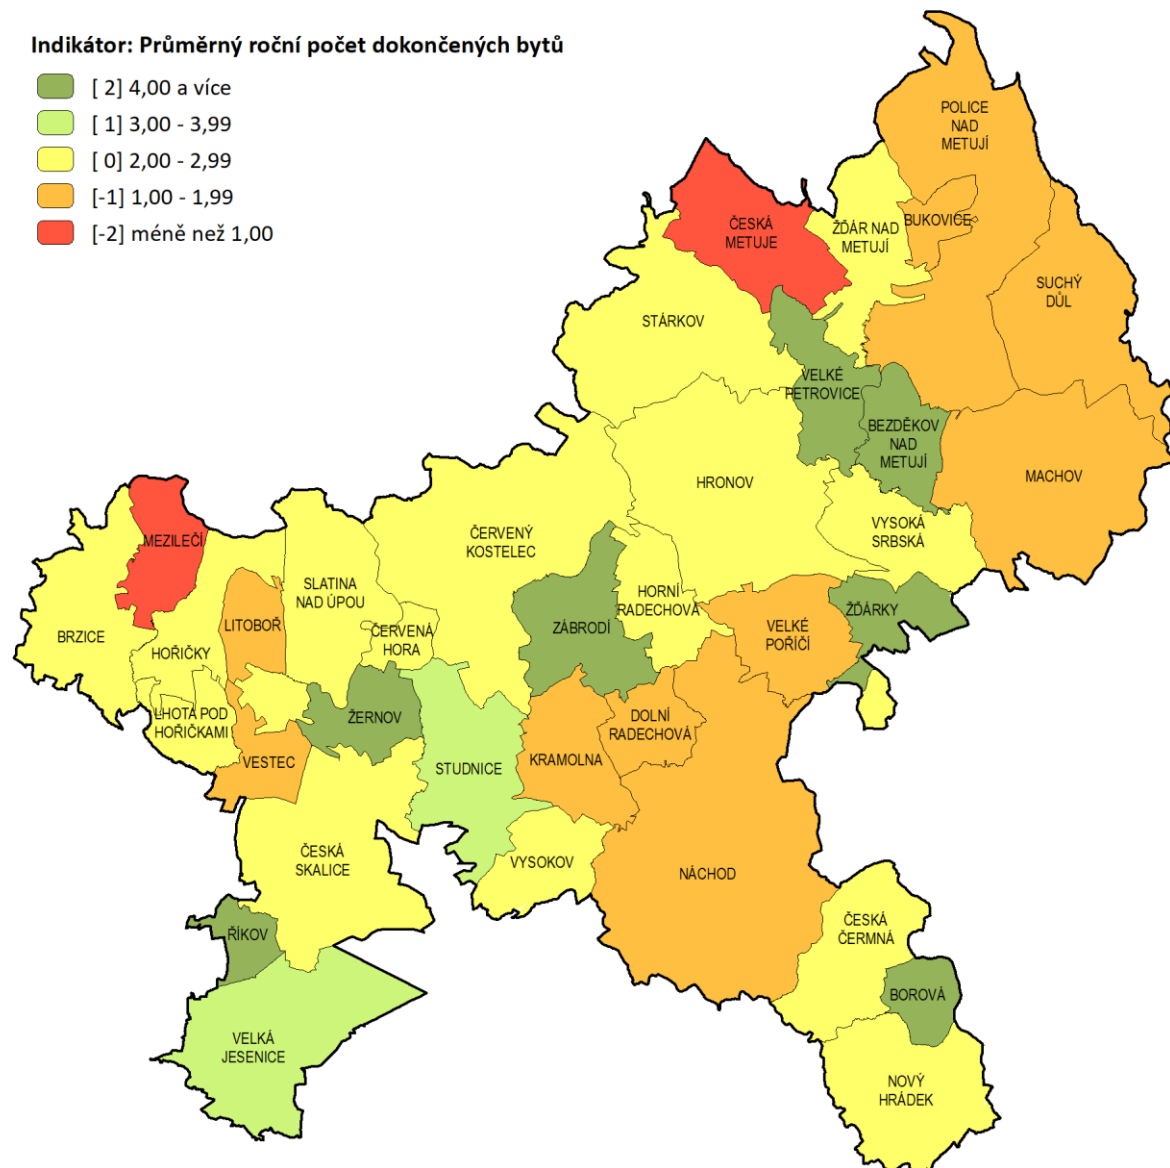 Indikátor: Průměrný roční počet dokončených bytů
[ 2] 4,00 a více
[ 1] 3,00 - 3,99
[ 0] 2,00 - 2,99
[-1] 1,00 - 1,99
[-2] méně než 1,00
POLICE
NAD
METUJÍ
ČESKÁ
METUJE
ŽĎÁR NAD
METUJÍ
BUKOVICE
SUCHÝ
DŮL
STÁRKOV
VELKÉ
PETROVICE
BEZDĚKOV
NAD
METUJÍ
MACHOV
HRONOV
VYSOKÁ
SRBSKÁ
ČERVENÝ
KOSTELEC
MEZILEČÍ
SLATINA
NAD ÚPOU
HORNÍ
RADECHOVÁ
ŽĎÁRKY
LITOBOŘ
ZÁBRODÍ
VELKÉ
POŘÍČÍ
BRZICE
HOŘIČKY
ČERVENÁ
HORA
LHOTA POD
HOŘIČKAMI
ŽERNOV
DOLNÍ
RADECHOVÁ
VESTEC
STUDNICE
KRAMOLNA
ČESKÁ
SKALICE
VYSOKOV
NÁCHOD
ŘÍKOV
ČESKÁ
ČERMNÁ
BOROVÁ
VELKÁ
JESENICE
NOVÝ
HRÁDEK